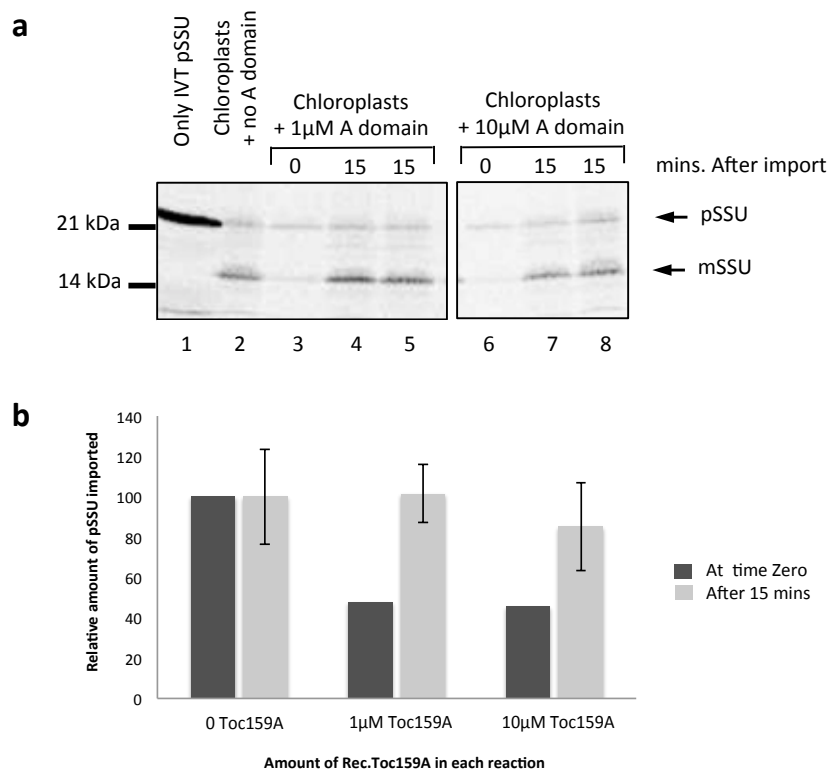 a
Only IVT pSSU
Chloroplasts
+ no A domain
Chloroplasts
+ 1μM A domain
Chloroplasts
+ 10μM A domain
0 15 15 0 15 15 mins. After import
21 kDa
pSSU
14 kDa
mSSU
1 2 3 4 5 6 7 8
b
Relative amount of pSSU imported
140
120
100
80
60
40
20
0
At time Zero
After 15 mins
0 Toc159A 1μM Toc159A 10μM Toc159A
Amount of Rec.Toc159A in each reaction